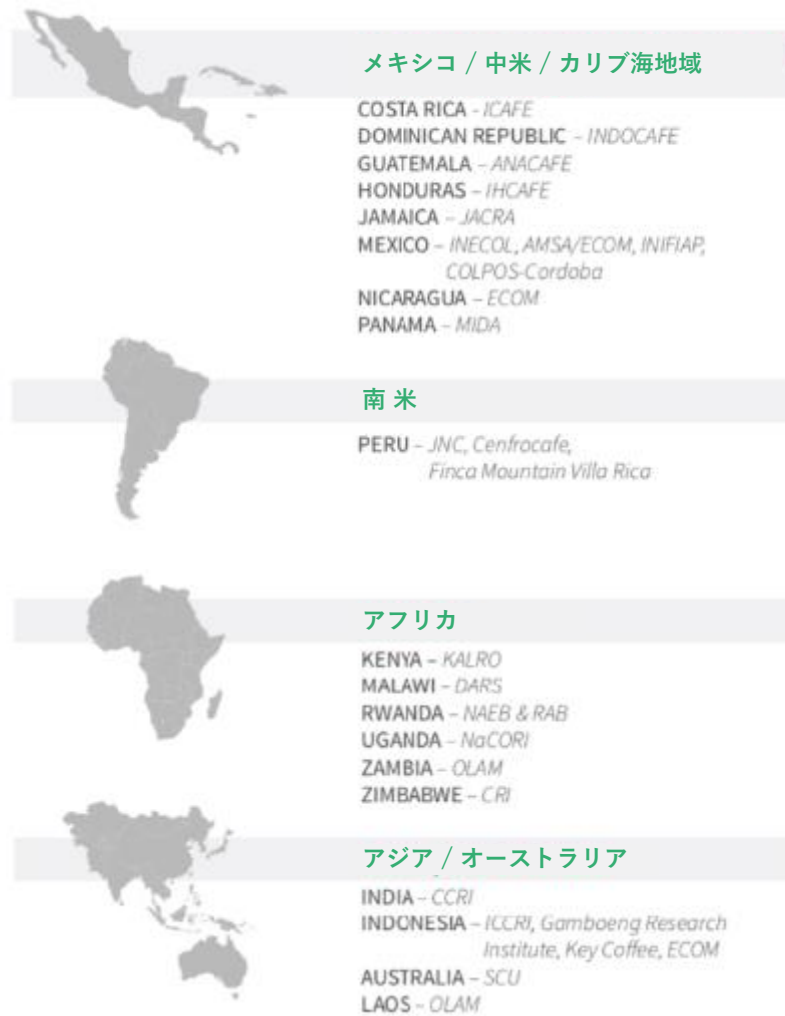 メキシコ / 中米 / カリブ海地域
COSTA RICA - ICAFE
DOMINICAN REPUBLIC – INDOCAFE
GUATEMALA – ANACAFE
HONDURAS – IHCAFE
JAMAICA – JACRA
MEXICO – INECOL, AMSA/ECOM, INIFIAP,
COLPOS-Cordoba
NICARAGUA – ECOM
PANAMA – MIDA
南 米
PERU – JNC, Cenfrocafe,
Finca Mountain Villa Rica
アフリカ
KENYA – KALRO
MALAWI – DARS
RWANDA – NAEB & RAB
UGANDA – NaCORI
ZAMBIA – OLAM
ZIMBABWE – CRI
アジア / オーストラリア
INDIA – CCRI
INDONESIA – ICCRI, Gamboeng Research
Institute, Key Coffee, ECOM
AUSTRALIA – SCU
LAOS – OLAM